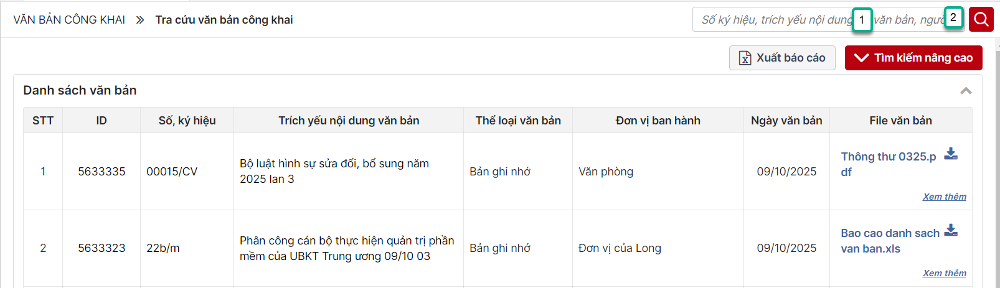 VĂN BẢN CÔNG KHAI » Tra cứu văn bản công khai
Số ký hiệu, trích yếu nội dung 1 văn bản, 2
Xuất báo cáo
Tìm kiếm nâng cao
Danh sách văn bản
STT ID Số, ký hiệu Trích yếu nội dung văn bản Thể loại văn bản Đơn vị ban hành Ngày văn bản File văn bản
1 5633335 00015/CV Bộ luật hình sự sửa đổi, bổ sung năm Bản ghi nhớ Văn phòng 09/10/2025 Thông thư 0325.p
2025 lan 3 df
Xem thêm
2 5633323 22b/m Phân công cán bộ thực hiện quản trị phần Bản ghi nhớ Đơn vị của Long 09/10/2025 Bao cao danh sach
mềm của UBKT Trung ương 09/10 03 van ban.xls
Xem thêm